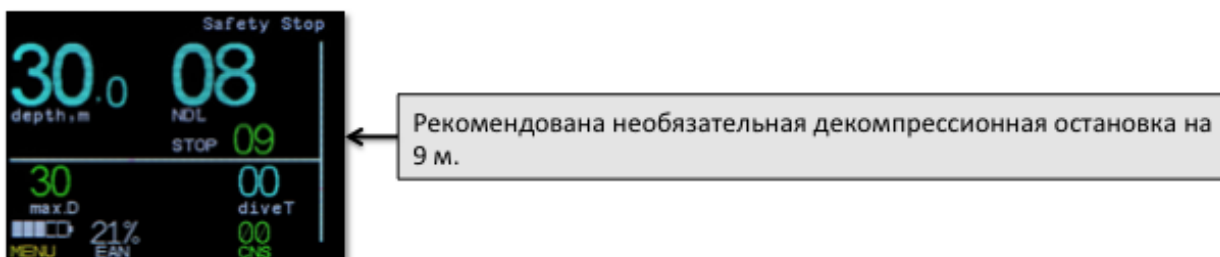 Safety Stop
30.0 08
depth.m NDL
STOP 09
30 00
max.D diveT
21% 00
MENU EAN CNS
Рекомендована необязательная декомпрессионная остановка на
9 м.